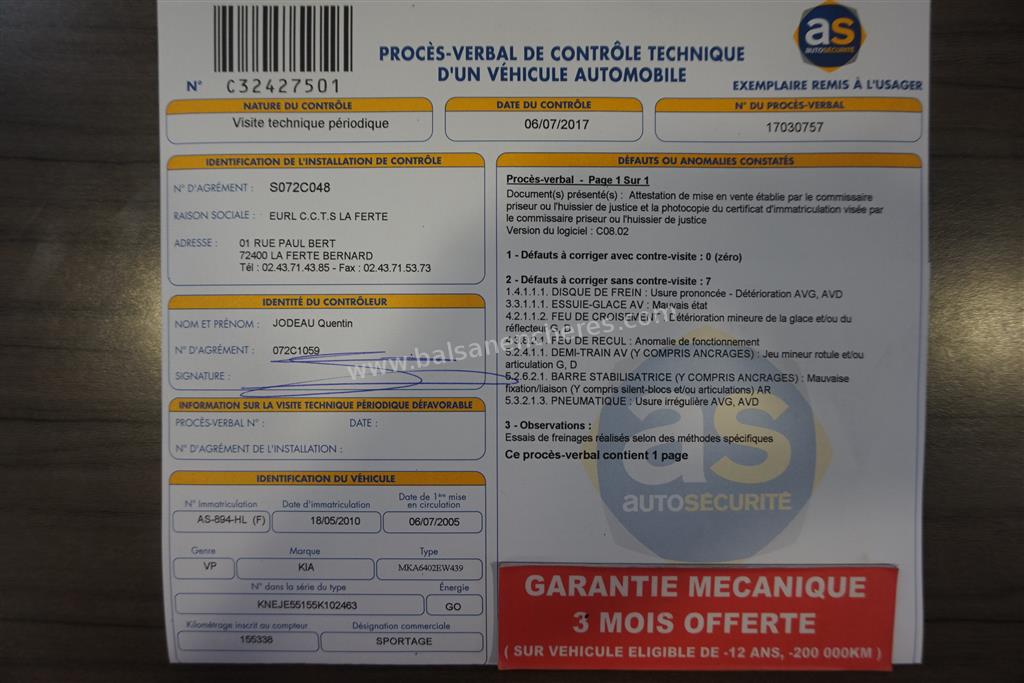 as
AUTOSÉCURITÉ
PROCÈS-VERBAL DE CONTRÔLE TECHNIQUE
D'UN VÉHICULE AUTOMOBILE
N° C32427501
EXEMPLAIRE REMIS À L'USAGER
NATURE DU CONTRÔLE
Visite technique périodique
DATE DU CONTRÔLE
06/07/2017
N° DU PROCÈS-VERBAL
17030757
IDENTIFICATION DE L'INSTALLATION DE CONTRÔLE
N° D'AGRÉMENT : S072C048
RAISON SOCIALE : EURL C.C.T.S LA FERTE
ADRESSE : 01 RUE PAUL BERT
72400 LA FERTE BERNARD
Tél : 02.43.71.43.85 - Fax : 02.43.71.53.73
IDENTITÉ DU CONTRÔLEUR
NOM ET PRÉNOM : JODEAU Quentin
N° D'AGRÉMENT : 072C1059
SIGNATURE :
INFORMATION SUR LA VISITE TECHNIQUE PÉRIODIQUE DÉFAVORABLE
PROCÈS-VERBAL N° : DATE :
N° D'AGRÉMENT DE L'INSTALLATION :
IDENTIFICATION DU VÉHICULE
N° Immatriculation Date d'immatriculation Date de 1ère mise
en circulation
AS-894-HL (F) 18/05/2010 06/07/2005
Genre Marque Type
VP KIA MKA6402EW439
N° dans la série du type Énergie
KNEJE55155K102463 GO
Kilométrage inscrit au compteur Désignation commerciale
155338 SPORTAGE
DÉFAUTS OU ANOMALIES CONSTATÉS
Procès-verbal - Page 1 Sur 1
Document(s) présenté(s) : Attestation de mise en vente établie par le commissaire
priseur ou l'huissier de justice et la photocopie du certificat d'immatriculation visée par
le commissaire priseur ou l'huissier de justice
Version du logiciel : C08.02
1 - Défauts à corriger avec contre-visite : 0 (zéro)
2 - Défauts à corriger sans contre-visite : 7
1.4.1.1.1. DISQUE DE FREIN : Usure prononcée - Détérioration AVG, AVD
3.3.1.1.1. ESSUIE-GLACE AV : Mauvais état
4.2.1.1.2. FEU DE CROISEMENT : Détérioration mineure de la glace et/ou du
réflecteur G, D
4.3.8.2.1. FEU DE RECUL : Anomalie de fonctionnement
5.2.4.1.1. DEMI-TRAIN AV (Y COMPRIS ANCRAGES) : Jeu mineur rotule et/ou
articulation G, D
5.2.6.2.1. BARRE STABILISATRICE (Y COMPRIS ANCRAGES) : Mauvaise
fixation/liaison (Y compris silent-blocs et/ou articulations) AR
5.3.2.1.3. PNEUMATIQUE : Usure irrégulière AVG, AVD
3 - Observations :
Essais de freinages réalisés selon des méthodes spécifiques
Ce procès-verbal contient 1 page
as
AUTOSÉCURITÉ
www.balsanencheres.com
GARANTIE MECANIQUE
3 MOIS OFFERTE
( SUR VEHICULE ELIGIBLE DE -12 ANS, -200 000KM )